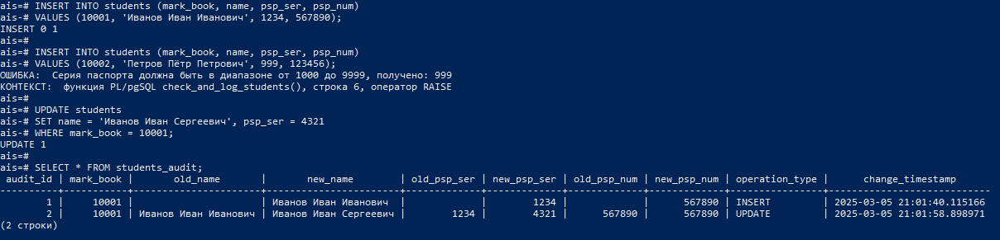 ais=# INSERT INTO students (mark_book, name, psp_ser, psp_num)
ais-# VALUES (10001, 'Иванов Иван Иванович', 1234, 567890);
INSERT 0 1
ais=#
ais=# INSERT INTO students (mark_book, name, psp_ser, psp_num)
ais-# VALUES (10002, 'Петров Пётр Петрович', 999, 123456);
ОШИБКА:  Серия паспорта должна быть в диапазоне от 1000 до 9999, получено: 999
КОНТЕКСТ:  функция PL/pgSQL check_and_log_students(), строка 6, оператор RAISE
ais=#
ais=# UPDATE students
ais-# SET name = 'Иванов Иван Сергеевич', psp_ser = 4321
ais-# WHERE mark_book = 10001;
UPDATE 1
ais=#
ais=# SELECT * FROM students_audit;
 audit_id | mark_book |       old_name       |       new_name        | old_psp_ser | new_psp_ser | old_psp_num | new_psp_num | operation_type |      change_timestamp
----------+-----------+----------------------+-----------------------+-------------+-------------+-------------+-------------+----------------+----------------------------
        1 |     10001 |                      | Иванов Иван Иванович  |             |        1234 |             |      567890 | INSERT         | 2025-03-05 21:01:40.115166
        2 |     10001 | Иванов Иван Иванович | Иванов Иван Сергеевич |        1234 |        4321 |      567890 |      567890 | UPDATE         | 2025-03-05 21:01:58.898971
(2 строки)